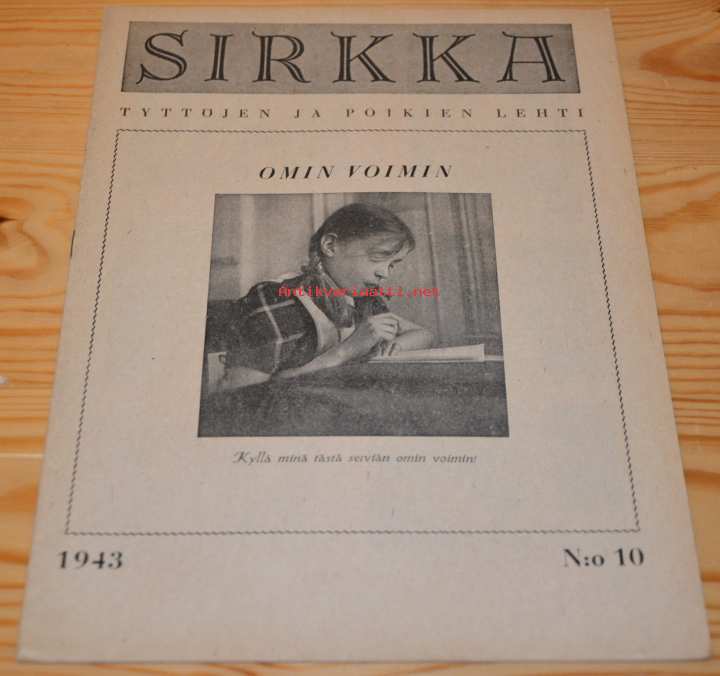 SIRKKA
TYTTÖJEN JA POIKIEN LEHTI
OMIN VOIMIN
Antikvariaatti.net
Kyllä minä tästä selviän omin voimin!
1943
N:o 10